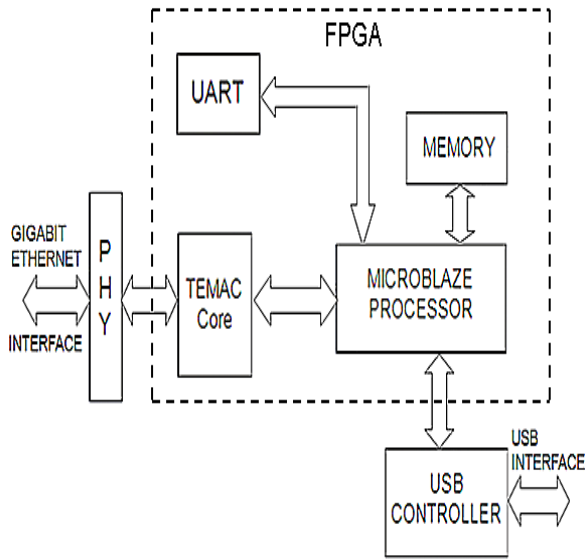 FPGA
UART
MEMORY
GIGABIT
ETHERNET
INTERFACE
P
H
Y
TEMAC
Core
MICROBLAZE
PROCESSOR
USB
INTERFACE
USB
CONTROLLER